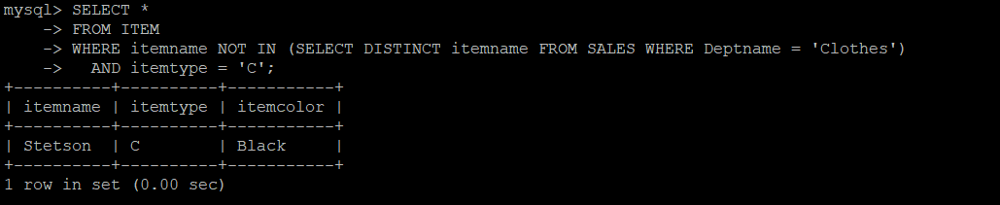 mysql> SELECT *
    -> FROM ITEM
    -> WHERE itemname NOT IN (SELECT DISTINCT itemname FROM SALES WHERE Deptname = 'Clothes')
    ->   AND itemtype = 'C';
+----------+----------+-----------+
| itemname | itemtype | itemcolor |
+----------+----------+-----------+
| Stetson  | C        | Black     |
+----------+----------+-----------+
1 row in set (0.00 sec)